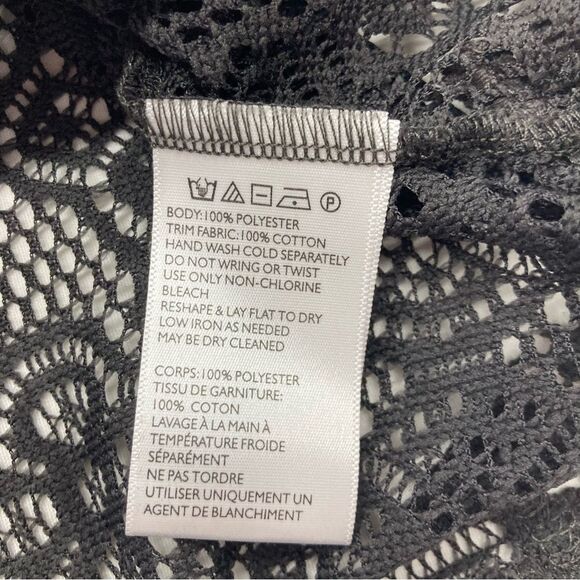 P
BODY:100% POLYESTER
TRIM FABRIC:100% COTTON
HAND WASH COLD SEPARATELY
DO NOT WRING OR TWIST
USE ONLY NON-CHLORINE
BLEACH
RESHAPE & LAY FLAT TO DRY
LOW IRON AS NEEDED
MAY BE DRY CLEANED
CORPS:100% POLYESTER
TISSU DE GARNITURE:
100% COTON
LAVAGE À LA MAIN À
TEMPÉRATURE FROIDE
SÉPARÉMENT
NE PAS TORDRE
UTILISER UNIQUEMENT UN
AGENT DE BLANCHIMENT